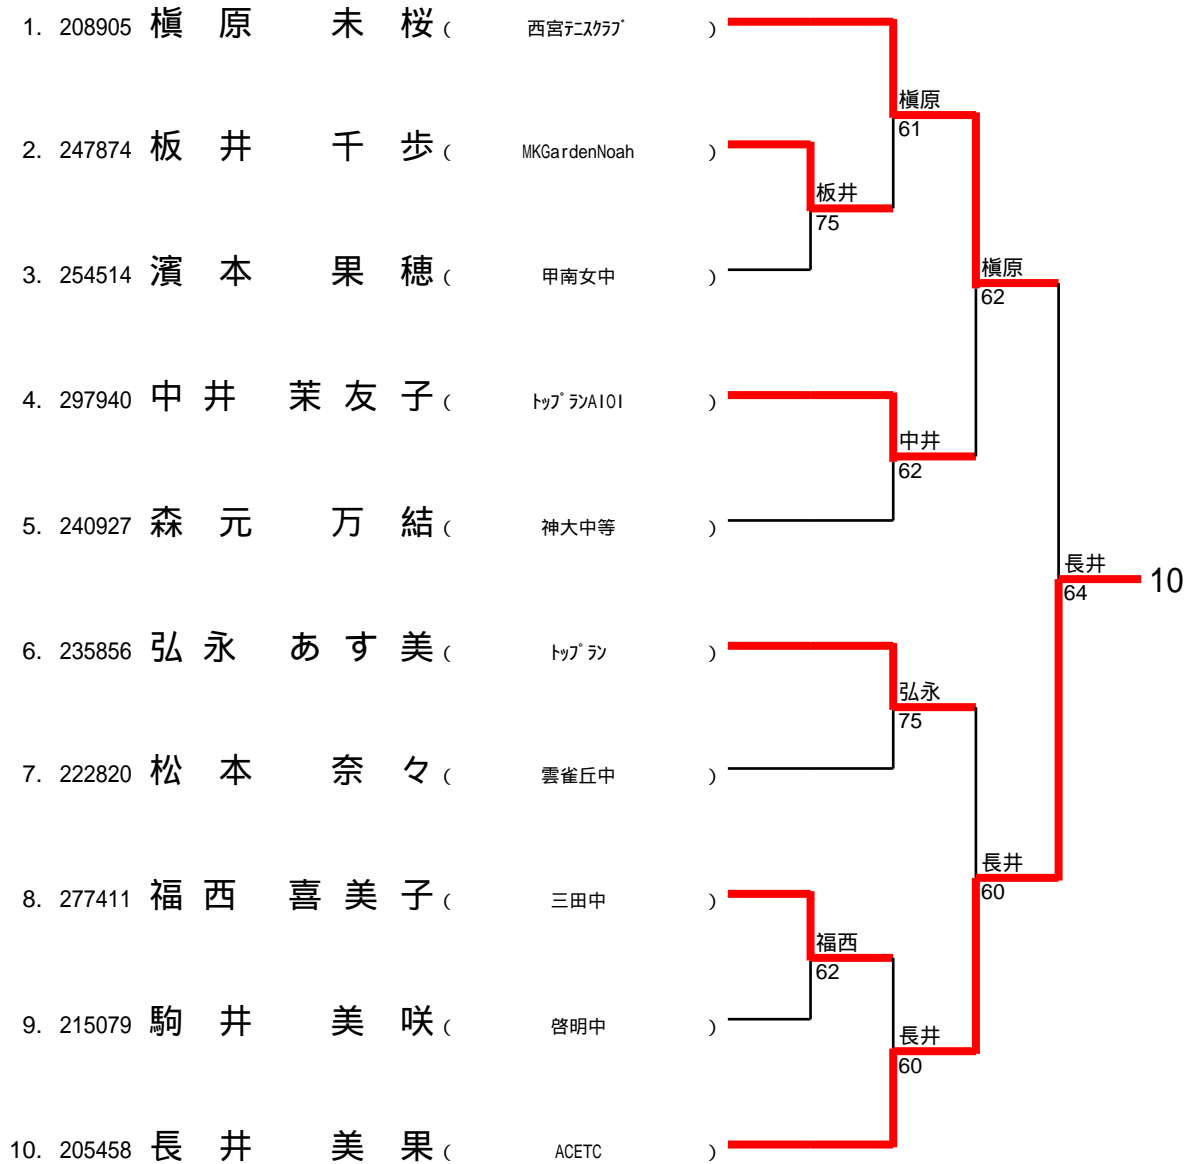 1. 208905 槇原 未桜 ( 西宮ﾃﾆｽｸﾗﾌﾞ )
槇原
61
2. 247874 板井 千歩 ( MKGardenNoah )
板井
75
3. 254514 濱本 果穂 ( 甲南女中 )
槇原
62
4. 297940 中井 茉友子 ( ﾄｯﾌﾟﾗﾝAIOI )
中井
62
5. 240927 森元 万結 ( 神大中等 )
長井
64
10
6. 235856 弘永 あす美 ( ﾄｯﾌﾟﾗﾝ )
弘永
75
7. 222820 松本 奈々 ( 雲雀丘中 )
長井
60
8. 277411 福西 喜美子 ( 三田中 )
福西
62
9. 215079 駒井 美咲 ( 啓明中 )
長井
60
10. 205458 長井 美果 ( ACETC )